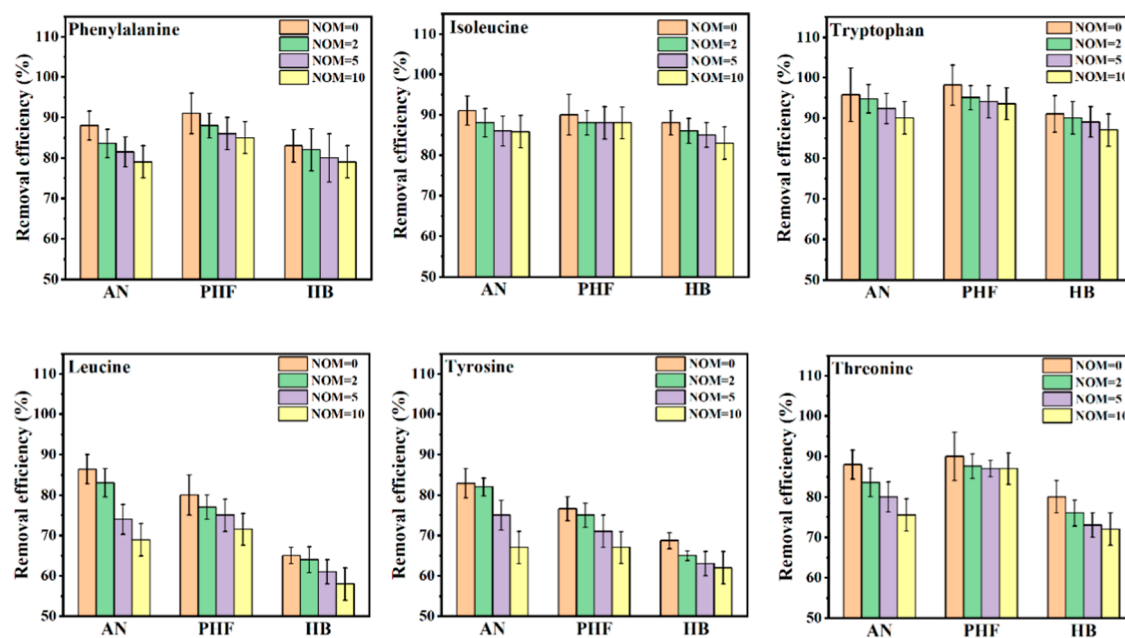 Phenylalanine
NOM=0
NOM=2
NOM=5
NOM=10
Removal efficiency (%)
110
100
90
80
70
60
50
AN
PIIF
IIB
Isoleucine
NOM=0
NOM=2
NOM=5
NOM=10
Removal efficiency (%)
110
100
90
80
70
60
50
AN
PHF
HB
Tryptophan
NOM=0
NOM=2
NOM=5
NOM=10
Removal efficiency (%)
110
100
90
80
70
60
50
AN
PHF
HB
Leucine
NOM=0
NOM=2
NOM=5
NOM=10
Removal efficiency (%)
110
100
90
80
70
60
50
AN
PIIF
IIB
Tyrosine
NOM=0
NOM=2
NOM=5
NOM=10
Removal efficiency (%)
110
100
90
80
70
60
50
AN
PIIF
IIB
Threonine
NOM=0
NOM=2
NOM=5
NOM=10
Removal efficiency (%)
110
100
90
80
70
60
50
AN
PHF
HB